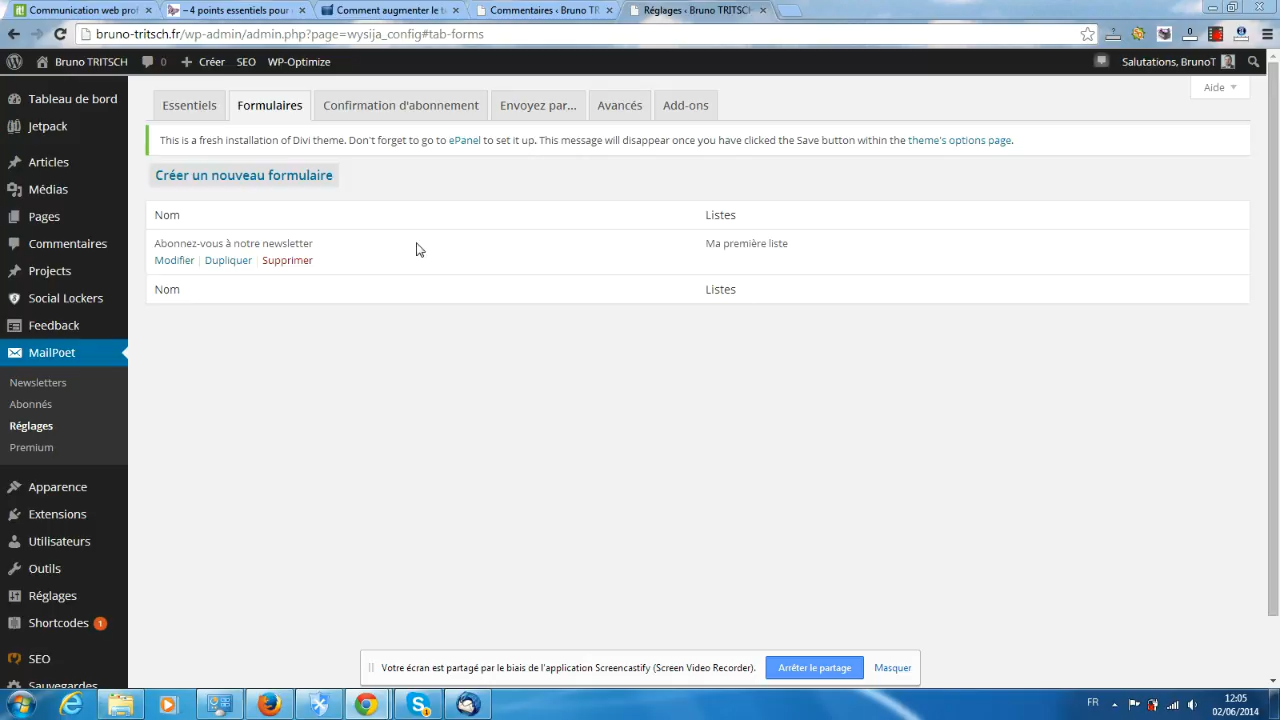 Communication web prof
– 4 points essentiels pour
Comment augmenter le t
Commentaires ‹ Bruno TR
Réglages ‹ Bruno TRITSCH
bruno-tritsch.fr/wp-admin/admin.php?page=wysija_config#tab-forms
Bruno TRITSCH
0
Créer
SEO
WP-Optimize
Salutations, BrunoT
Tableau de bord
Jetpack
Articles
Médias
Pages
Commentaires
Projects
Social Lockers
Feedback
MailPoet
Newsletters
Abonnés
Réglages
Premium
Apparence
Extensions
Utilisateurs
Outils
Réglages
Shortcodes 1
SEO
Sauvegardes
Essentiels
Formulaires
Confirmation d'abonnement
Envoyez par...
Avancés
Add-ons
Aide
This is a fresh installation of Divi theme. Don't forget to go to ePanel to set it up. This message will disappear once you have clicked the Save button within the theme's options page.
Créer un nouveau formulaire
Nom
Listes
Abonnez-vous à notre newsletter
Ma première liste
Modifier | Dupliquer | Supprimer
Nom
Listes
Votre écran est partagé par le biais de l'application Screencastify (Screen Video Recorder).
Arrêter le partage
Masquer
FR
12:05
02/06/2014